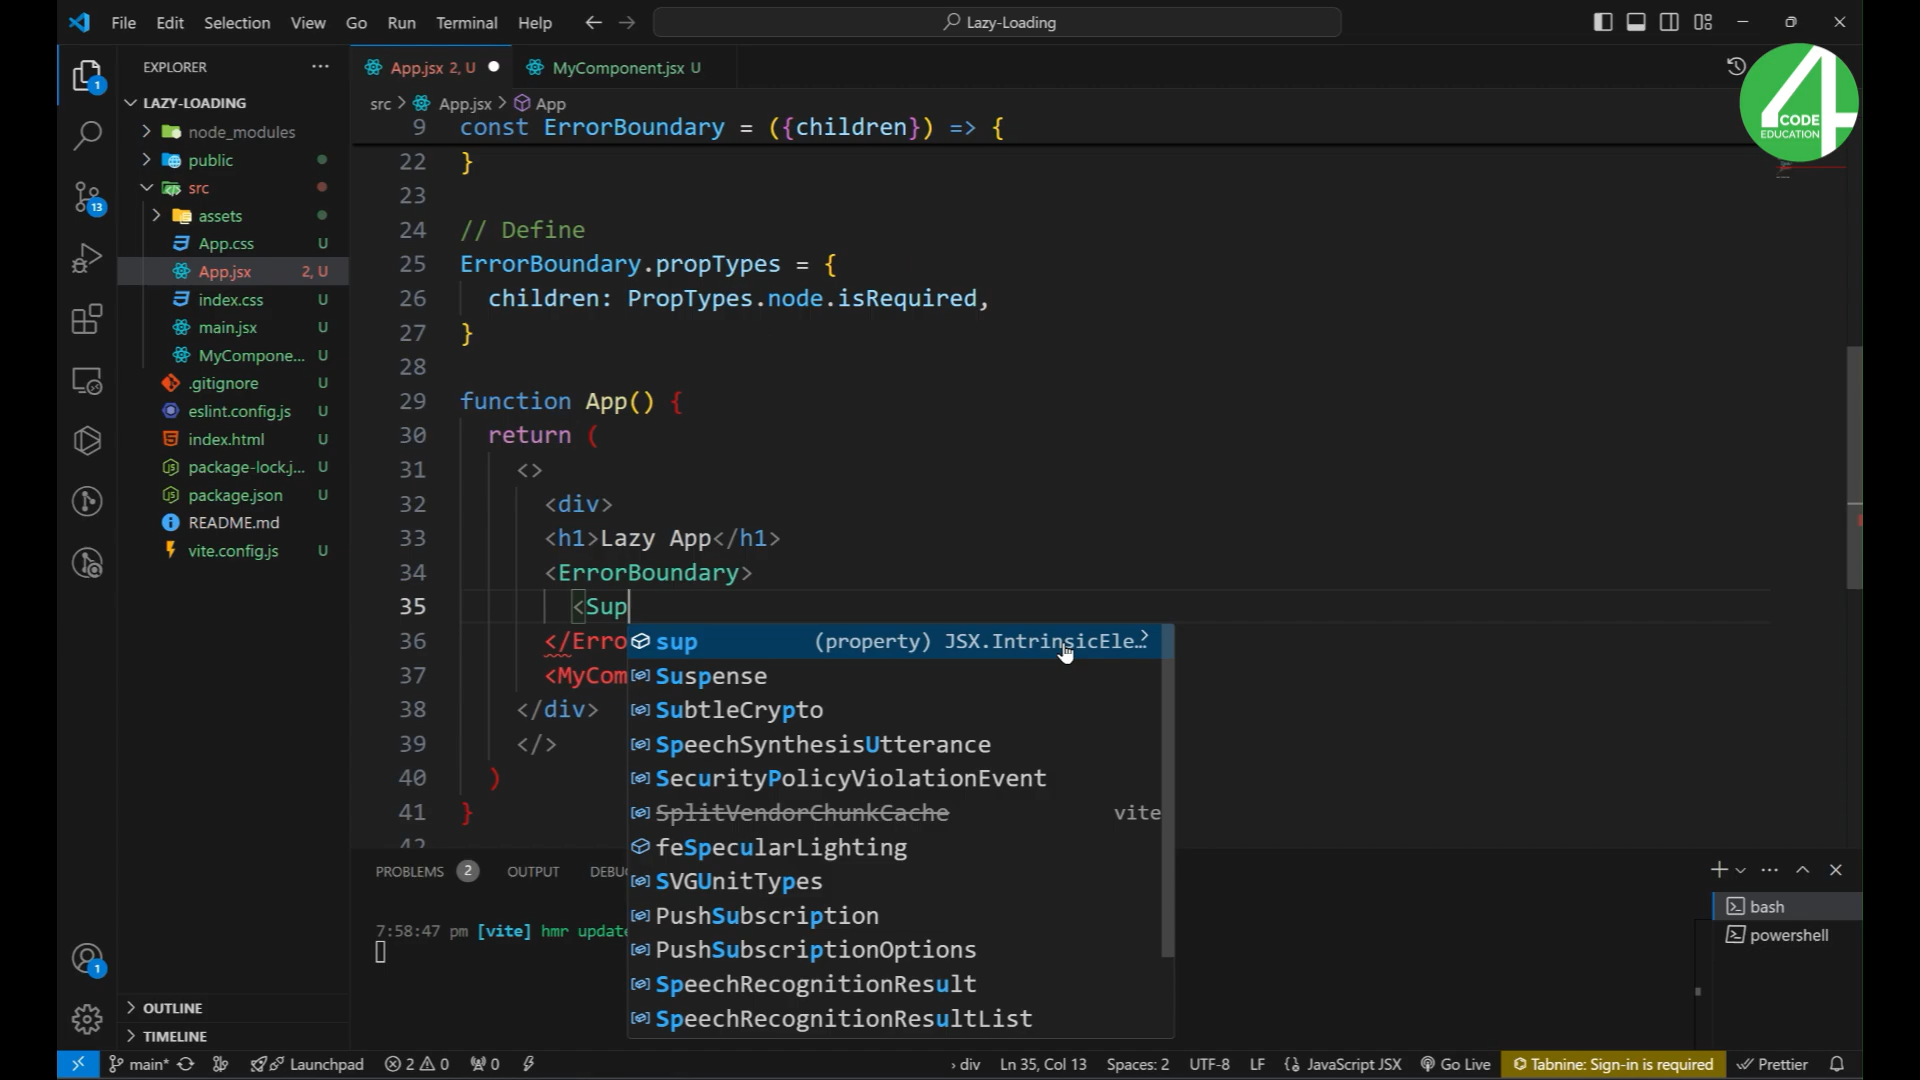 File Edit Selection View Go Run Terminal Help
Lazy-Loading
EXPLORER
LAZY-LOADING
node_modules
public
src
assets
App.css U
App.jsx 2, U
index.css U
main.jsx U
MyCompone... U
.gitignore U
eslint.config.js U
index.html U
package-lock.j... U
package.json U
README.md
vite.config.js U
OUTLINE
TIMELINE
1
13
1
App.jsx 2, U
MyComponent.jsx U
4
CODE
EDUCATION
src > App.jsx > App
9 const ErrorBoundary = ({children}) => {
22 }
23
24 // Define
25 ErrorBoundary.propTypes = {
26 children: PropTypes.node.isRequired,
27 }
28
29 function App() {
30 return (
31 <>
32 <div>
33 <h1>Lazy App</h1>
34 <ErrorBoundary>
35 <Sup
36 </Erro
37 <MyCom
38 </div>
39 </>
40 )
41 }
42
sup (property) JSX.IntrinsicEle...
Suspense
SubtleCrypto
SpeechSynthesisUtterance
SecurityPolicyViolationEvent
SplitVendorChunkCache vite
feSpecularLighting
SVGUnitTypes
PushSubscription
PushSubscriptionOptions
SpeechRecognitionResult
SpeechRecognitionResultList
PROBLEMS 2 OUTPUT DEBU
7:58:47 pm [vite] hmr update
bash
powershell
main* Launchpad 2 0 0 > div Ln 35, Col 13 Spaces: 2 UTF-8 LF {} JavaScript JSX Go Live Tabnine: Sign-in is required Prettier